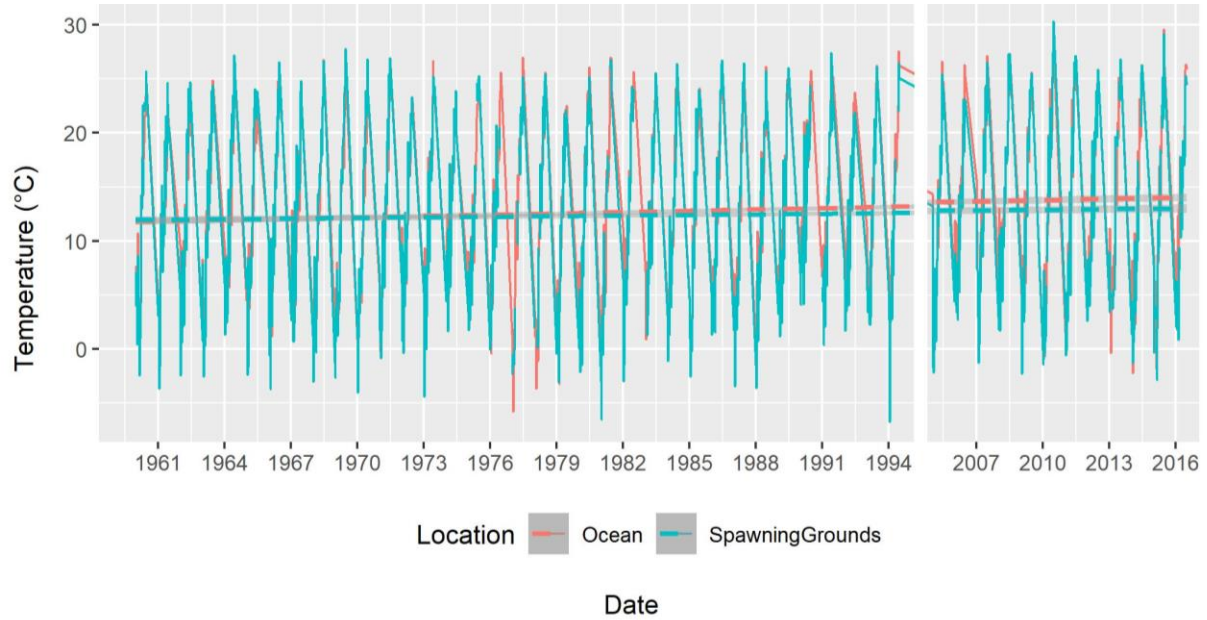 Temperature (°C)
30
20
10
0
1961 1964 1967 1970 1973 1976 1979 1982 1985 1988 1991 1994 2007 2010 2013 2016
Location Ocean SpawningGrounds
Date